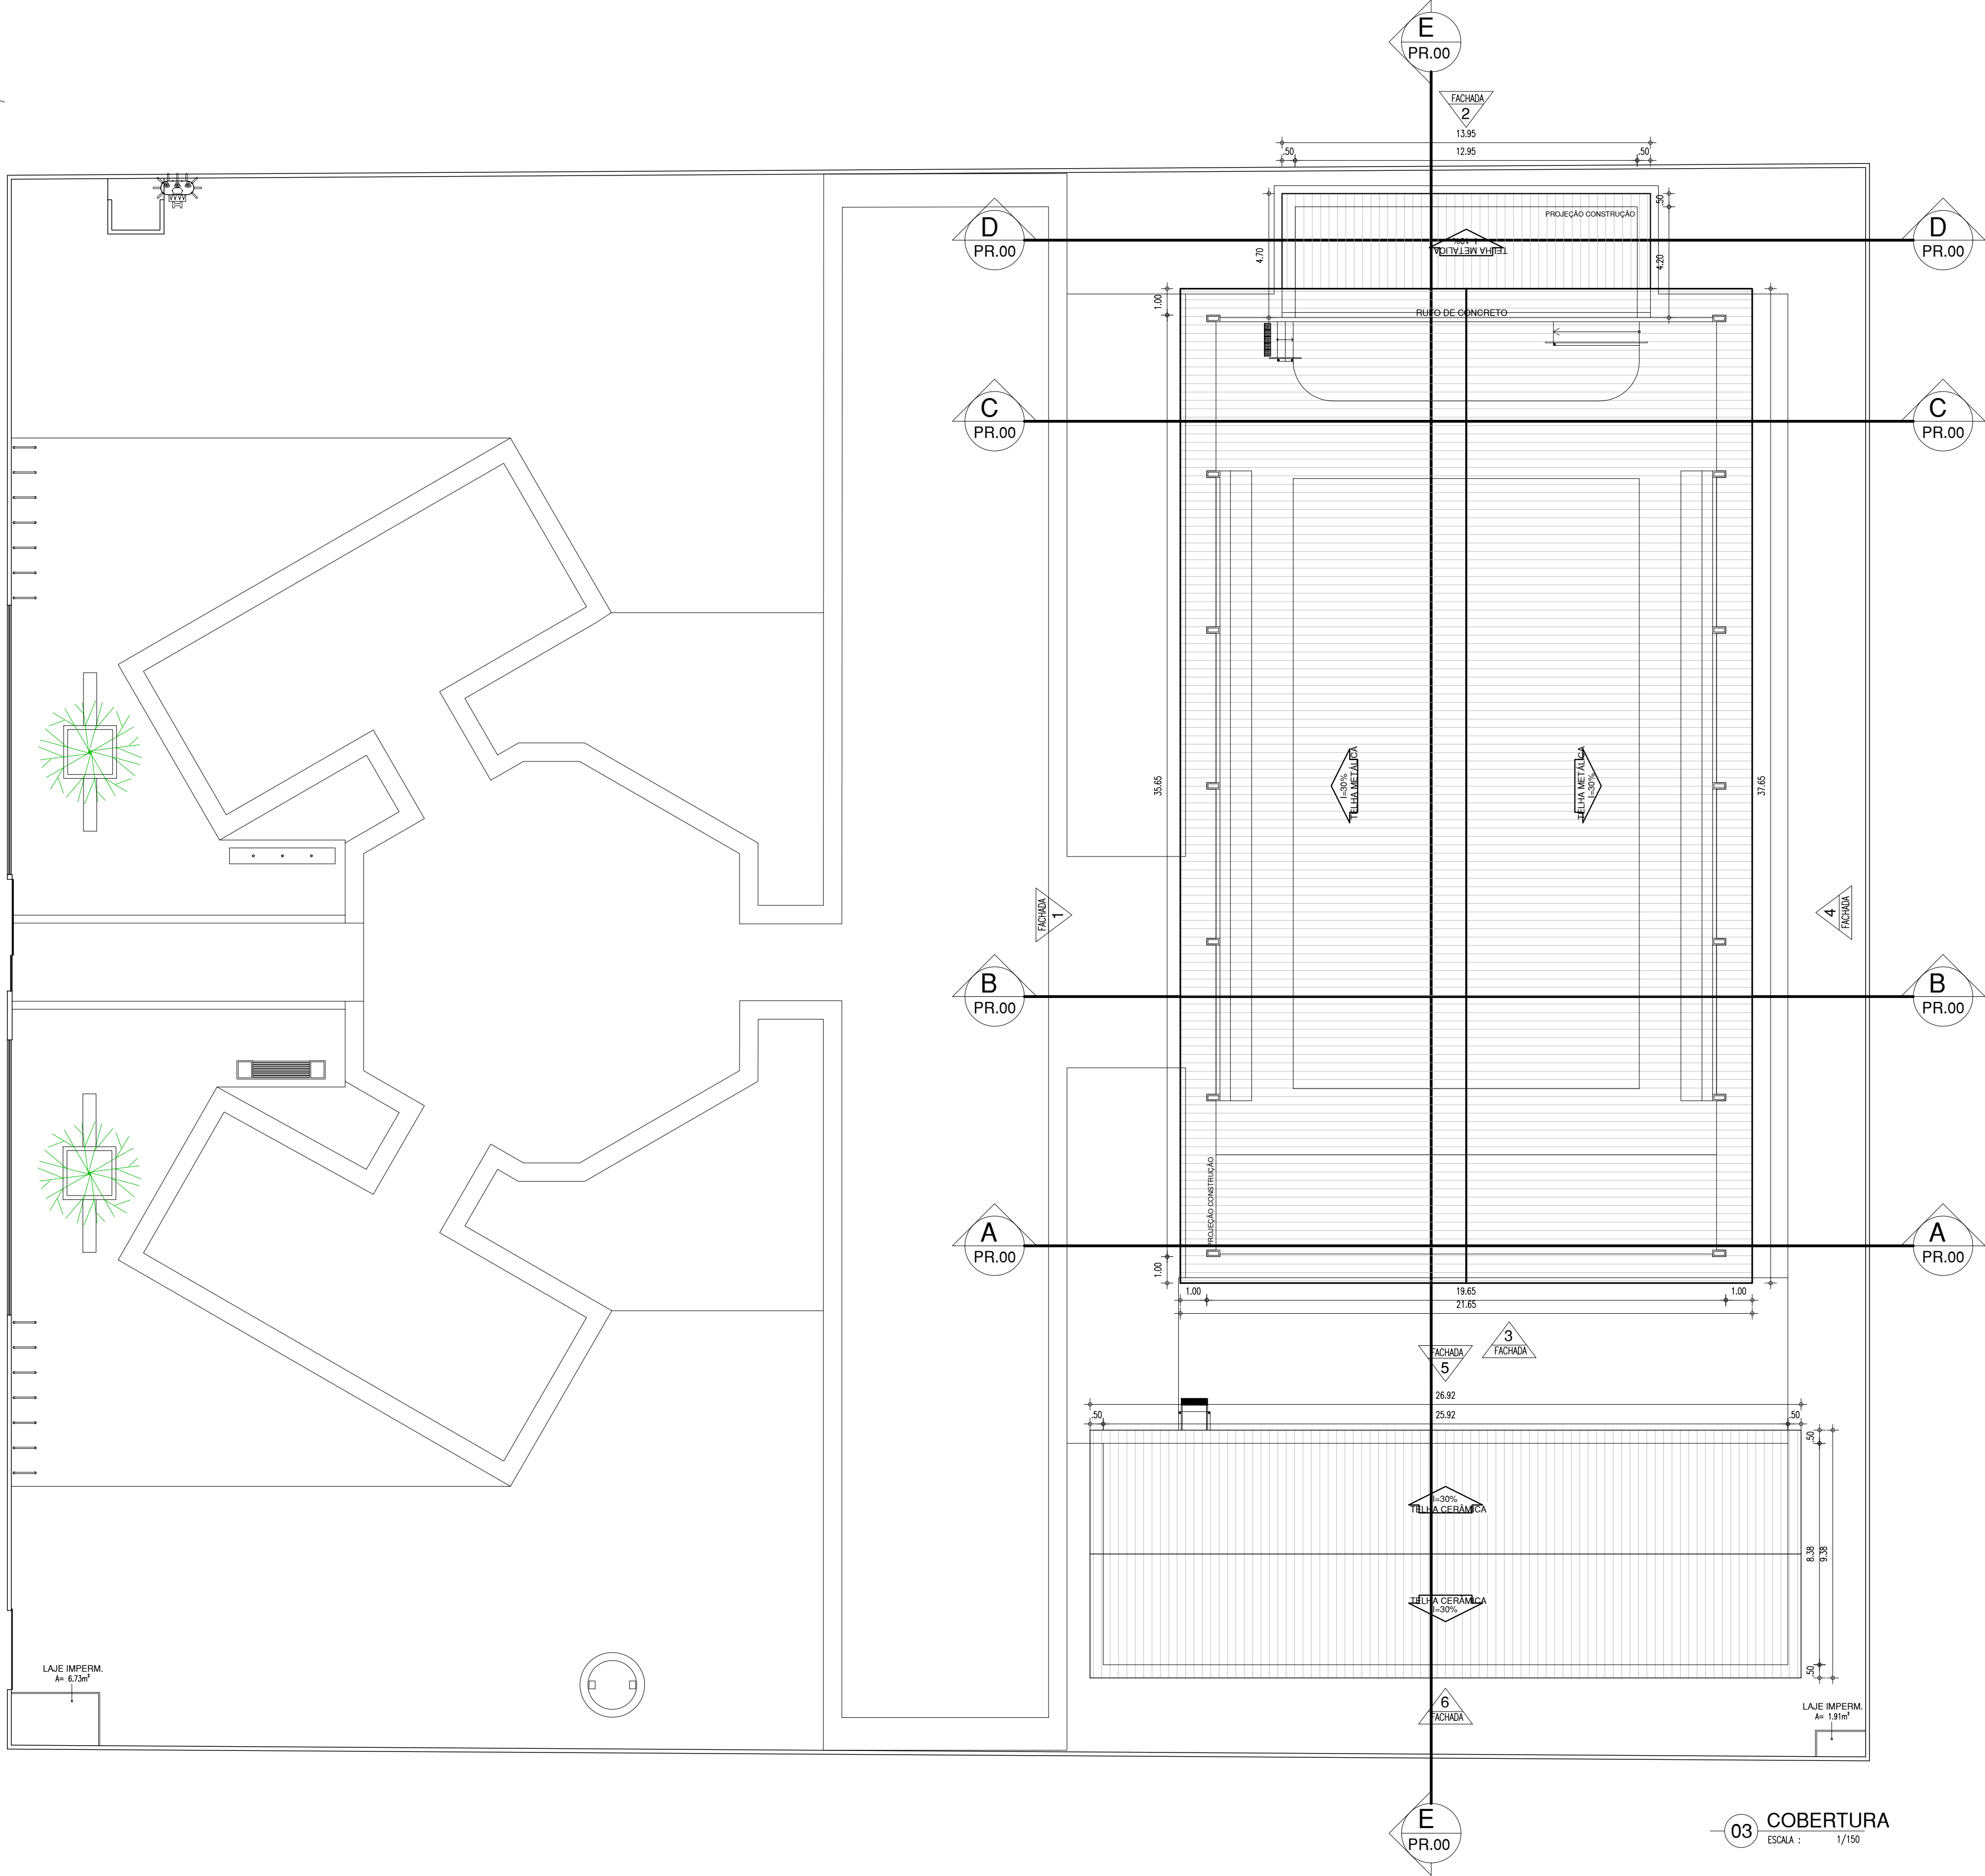 E
PR.00
FACHADA
2
13.95
.50
12.95
.50
D
PR.00
PROJEÇÃO CONSTRUÇÃO
.50
TELHA METÁLICA
4.70
4.20
D
PR.00
1.00
RUFO DE CONCRETO
C
PR.00
C
PR.00
35.65
I=30%
TELHA METÁLICA
TELHA METÁLICA
I=30%
37.65
FACHADA
1
4
FACHADA
B
PR.00
B
PR.00
PROJEÇÃO CONSTRUÇÃO
A
PR.00
A
PR.00
1.00
1.00
19.65
1.00
21.65
3
FACHADA
FACHADA
5
26.92
.50
25.92
.50
.50
I=30%
TELHA CERÂMICA
8.38
9.38
TELHA CERÂMICA
I=30%
.50
LAJE IMPERM.
A= 6.73m²
6
FACHADA
LAJE IMPERM.
A= 1.91m²
E
PR.00
03
COBERTURA
ESCALA : 1/150